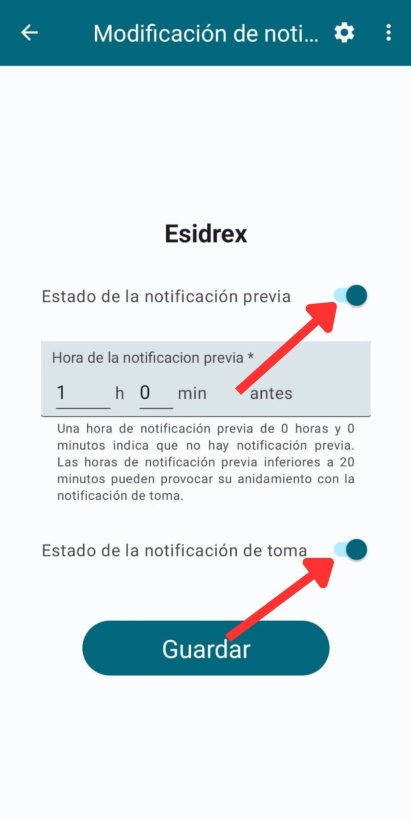 Modificación de noti...
Esidrex
Estado de la notificación previa
Hora de la notificacion previa *
1 h 0 min antes
Una hora de notificación previa de 0 horas y 0
minutos indica que no hay notificación previa.
Las horas de notificación previa inferiores a 20
minutos pueden provocar su anidamiento con la
notificación de toma.
Estado de la notificación de toma
Guardar